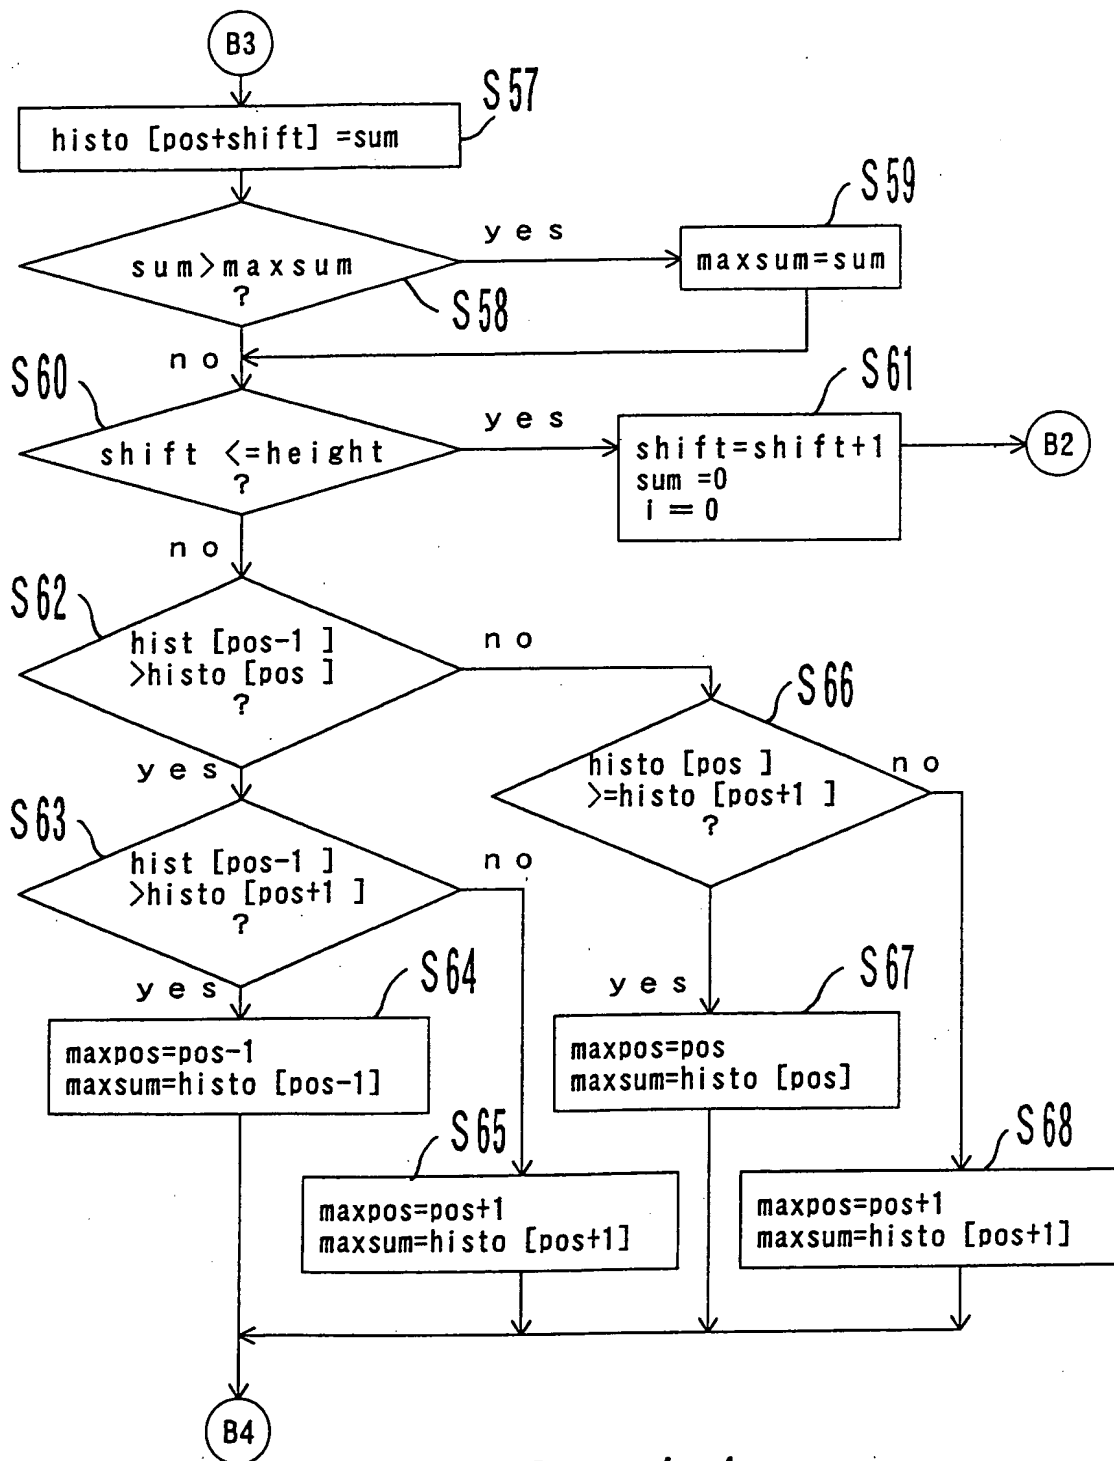 B3
S57
histo [pos+shift] =sum
S59
yes
maxsum=sum
sum>maxsum
?
S58
no
S60
S61
yes
shift <=height
?
shift=shift+1
sum =0
i = 0
B2
no
S62
hist [pos-1 ]
>histo [pos ]
?
no
S66
yes
histo [pos ]
>=histo [pos+1 ]
?
no
S63
hist [pos-1 ]
>histo [pos+1 ]
?
no
yes
S64
yes
S67
maxpos=pos-1
maxsum=histo [pos-1]
maxpos=pos
maxsum=histo [pos]
S65
S68
maxpos=pos+1
maxsum=histo [pos+1]
maxpos=pos+1
maxsum=histo [pos+1]
B4